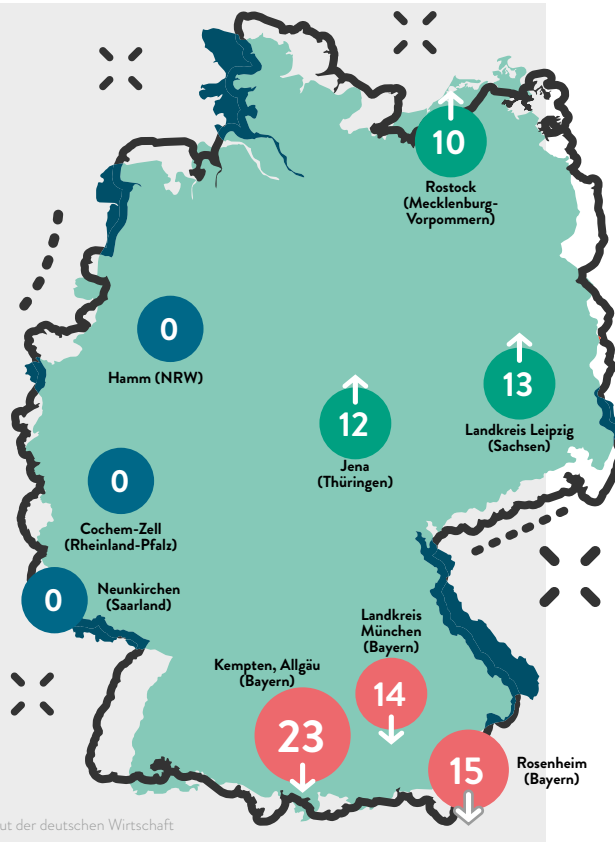 10
Rostock
(Mecklenburg-
Vorpommern)
0
Hamm (NRW)
13
Landkreis Leipzig
(Sachsen)
12
Jena
(Thüringen)
0
Cochem-Zell
(Rheinland-Pfalz)
0
Neunkirchen
(Saarland)
Landkreis
München
(Bayern)
14
Kempten, Allgäu
(Bayern)
23
15
Rosenheim
(Bayern)
ut der deutschen Wirtschaft